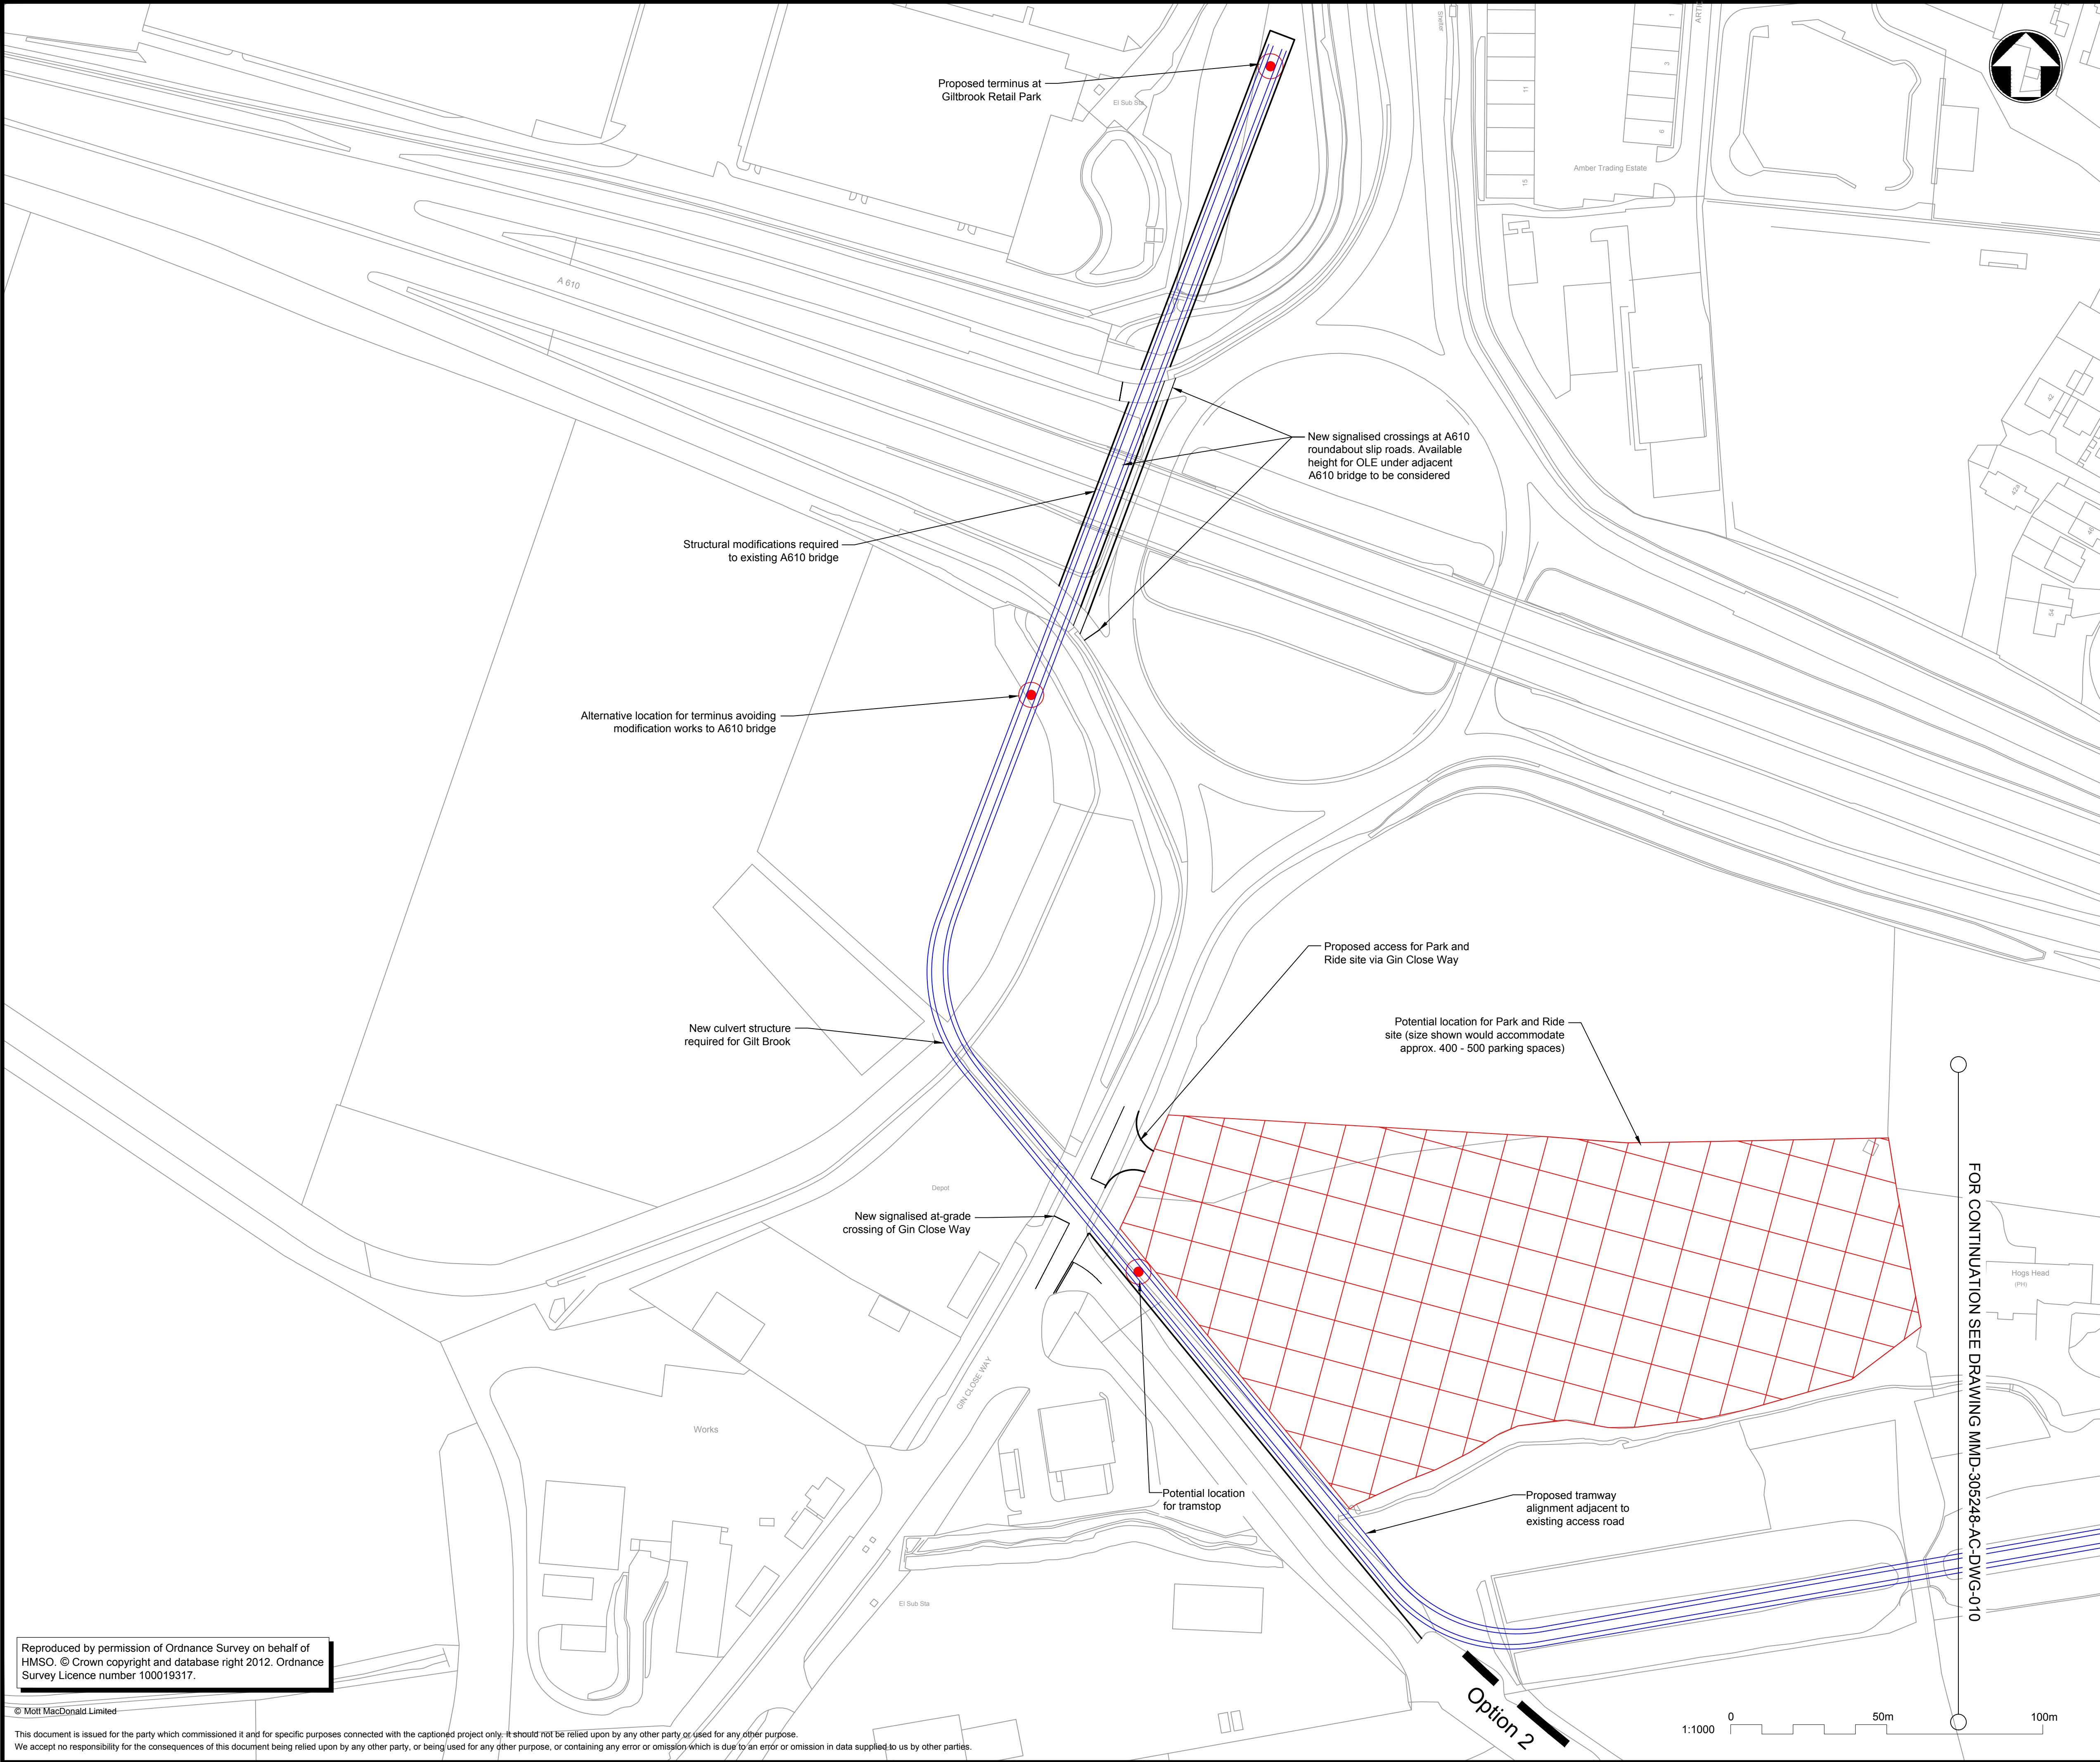 Proposed terminus at
Giltbrook Retail Park
El Sub Sta
Shelter
1
3
11
6
15
Amber Trading Estate
A 610
New signalised crossings at A610
roundabout slip roads. Available
height for OLE under adjacent
A610 bridge to be considered
42
42a
Structural modifications required
to existing A610 bridge
54
Alternative location for terminus avoiding
modification works to A610 bridge
Proposed access for Park and
Ride site via Gin Close Way
New culvert structure
required for Gilt Brook
Potential location for Park and Ride
site (size shown would accommodate
approx. 400 - 500 parking spaces)
Depot
New signalised at-grade
crossing of Gin Close Way
FOR CONTINUATION SEE DRAWING MMD-305248-AC-DWG-010
Hogs Head
(PH)
GIN CLOSE WAY
Works
Potential location
for tramstop
Proposed tramway
alignment adjacent to
existing access road
El Sub Sta
Reproduced by permission of Ordnance Survey on behalf of
HMSO. © Crown copyright and database right 2012. Ordnance
Survey Licence number 100019317.
© Mott MacDonald Limited
This document is issued for the party which commissioned it and for specific purposes connected with the captioned project only. It should not be relied upon by any other party or used for any other purpose.
We accept no responsibility for the consequences of this document being relied upon by any other party, or being used for any other purpose, or containing any error or omission which is due to an error or omission in data supplied to us by other parties.
Option 2
1:1000
0
50m
100m